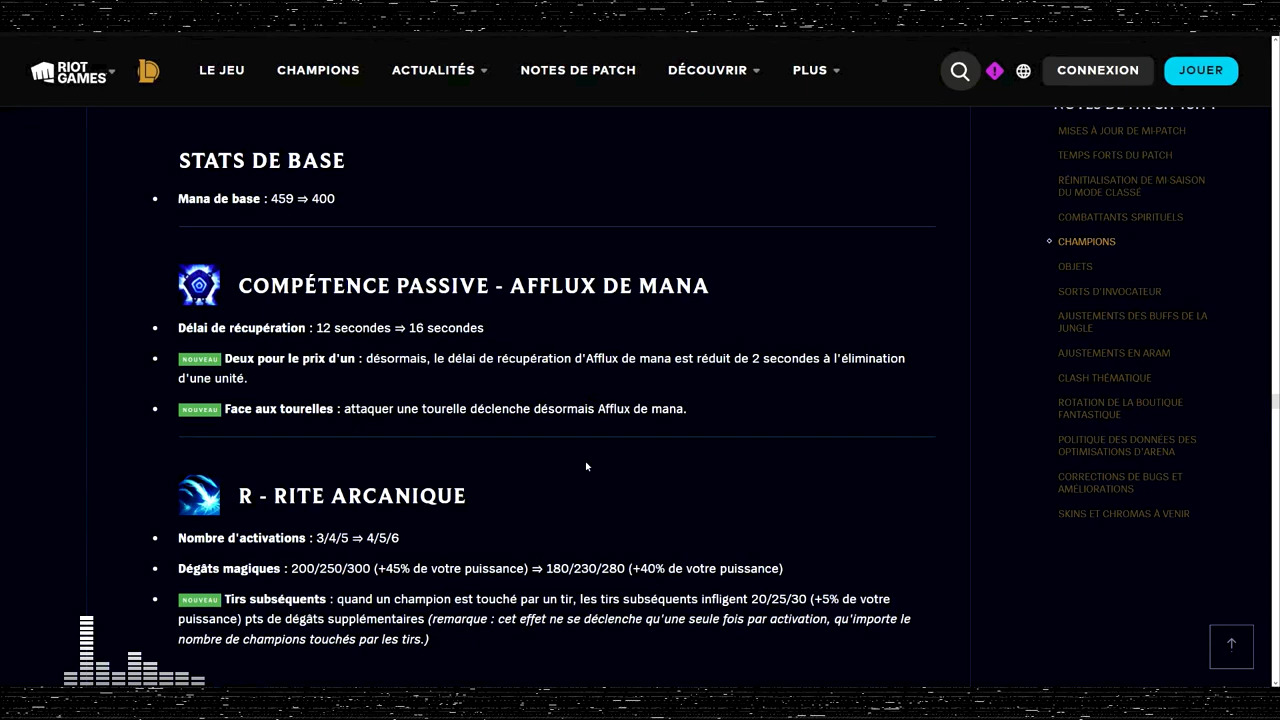 RIOT GAMES
LE JEU
CHAMPIONS
ACTUALITÉS
NOTES DE PATCH
DÉCOUVRIR
PLUS
CONNEXION
JOUER
STATS DE BASE
Mana de base : 459 ⇒ 400
COMPÉTENCE PASSIVE - AFFLUX DE MANA
Délai de récupération : 12 secondes ⇒ 16 secondes
NOUVEAU Deux pour le prix d'un : désormais, le délai de récupération d'Afflux de mana est réduit de 2 secondes à l'élimination
d'une unité.
NOUVEAU Face aux tourelles : attaquer une tourelle déclenche désormais Afflux de mana.
R - RITE ARCANIQUE
Nombre d'activations : 3/4/5 ⇒ 4/5/6
Dégâts magiques : 200/250/300 (+45% de votre puissance) ⇒ 180/230/280 (+40% de votre puissance)
NOUVEAU Tirs subséquents : quand un champion est touché par un tir, les tirs subséquents infligent 20/25/30 (+5% de votre
puissance) pts de dégâts supplémentaires (remarque : cet effet ne se déclenche qu'une seule fois par activation, qu'importe le
nombre de champions touchés par les tirs.)
MISES À JOUR DE MI-PATCH
TEMPS FORTS DU PATCH
RÉINITIALISATION DE MI-SAISON
DU MODE CLASSÉ
COMBATTANTS SPIRITUELS
CHAMPIONS
OBJETS
SORTS D'INVOCATEUR
AJUSTEMENTS DES BUFFS DE LA
JUNGLE
AJUSTEMENTS EN ARAM
CLASH THÉMATIQUE
ROTATION DE LA BOUTIQUE
FANTASTIQUE
POLITIQUE DES DONNÉES DES
OPTIMISATIONS D'ARENA
CORRECTIONS DE BUGS ET
AMÉLIORATIONS
SKINS ET CHROMAS À VENIR